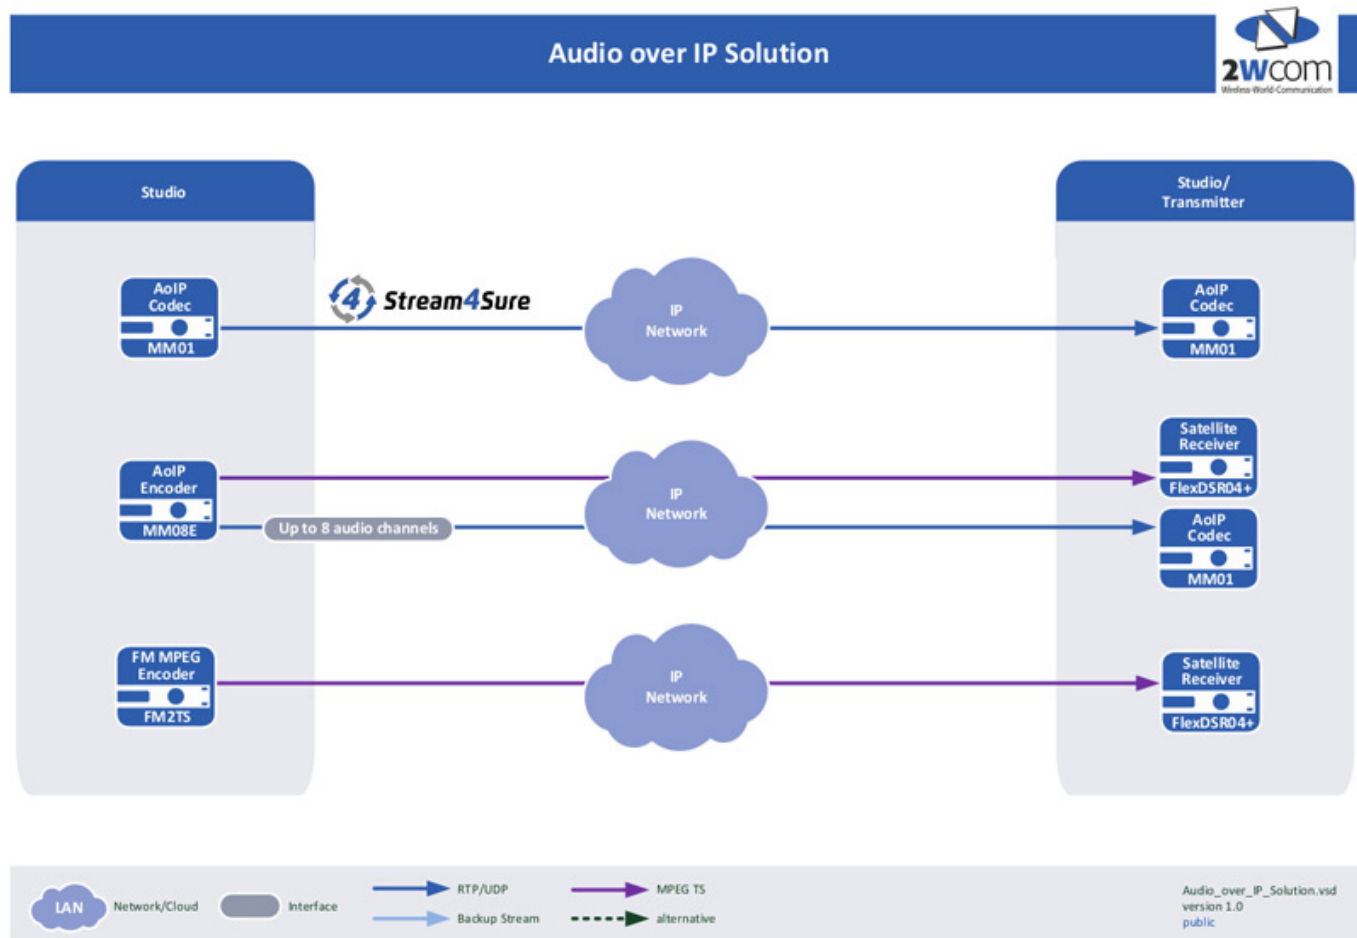 Audio over IP Solution
2Wcom
Wireless-World-Communication
Studio
AoIP
Codec
MM01
4 Stream4Sure
IP
Network
Studio/
Transmitter
AoIP
Codec
MM01
AoIP
Encoder
MM08E
Up to 8 audio channels
IP
Network
Satellite
Receiver
FlexDSR04+
AoIP
Codec
MM01
FM MPEG
Encoder
FM2TS
IP
Network
Satellite
Receiver
FlexDSR04+
LAN
Network/Cloud
Interface
RTP/UDP
Backup Stream
MPEG TS
alternative
Audio_over_IP_Solution.vsd
version 1.0
public